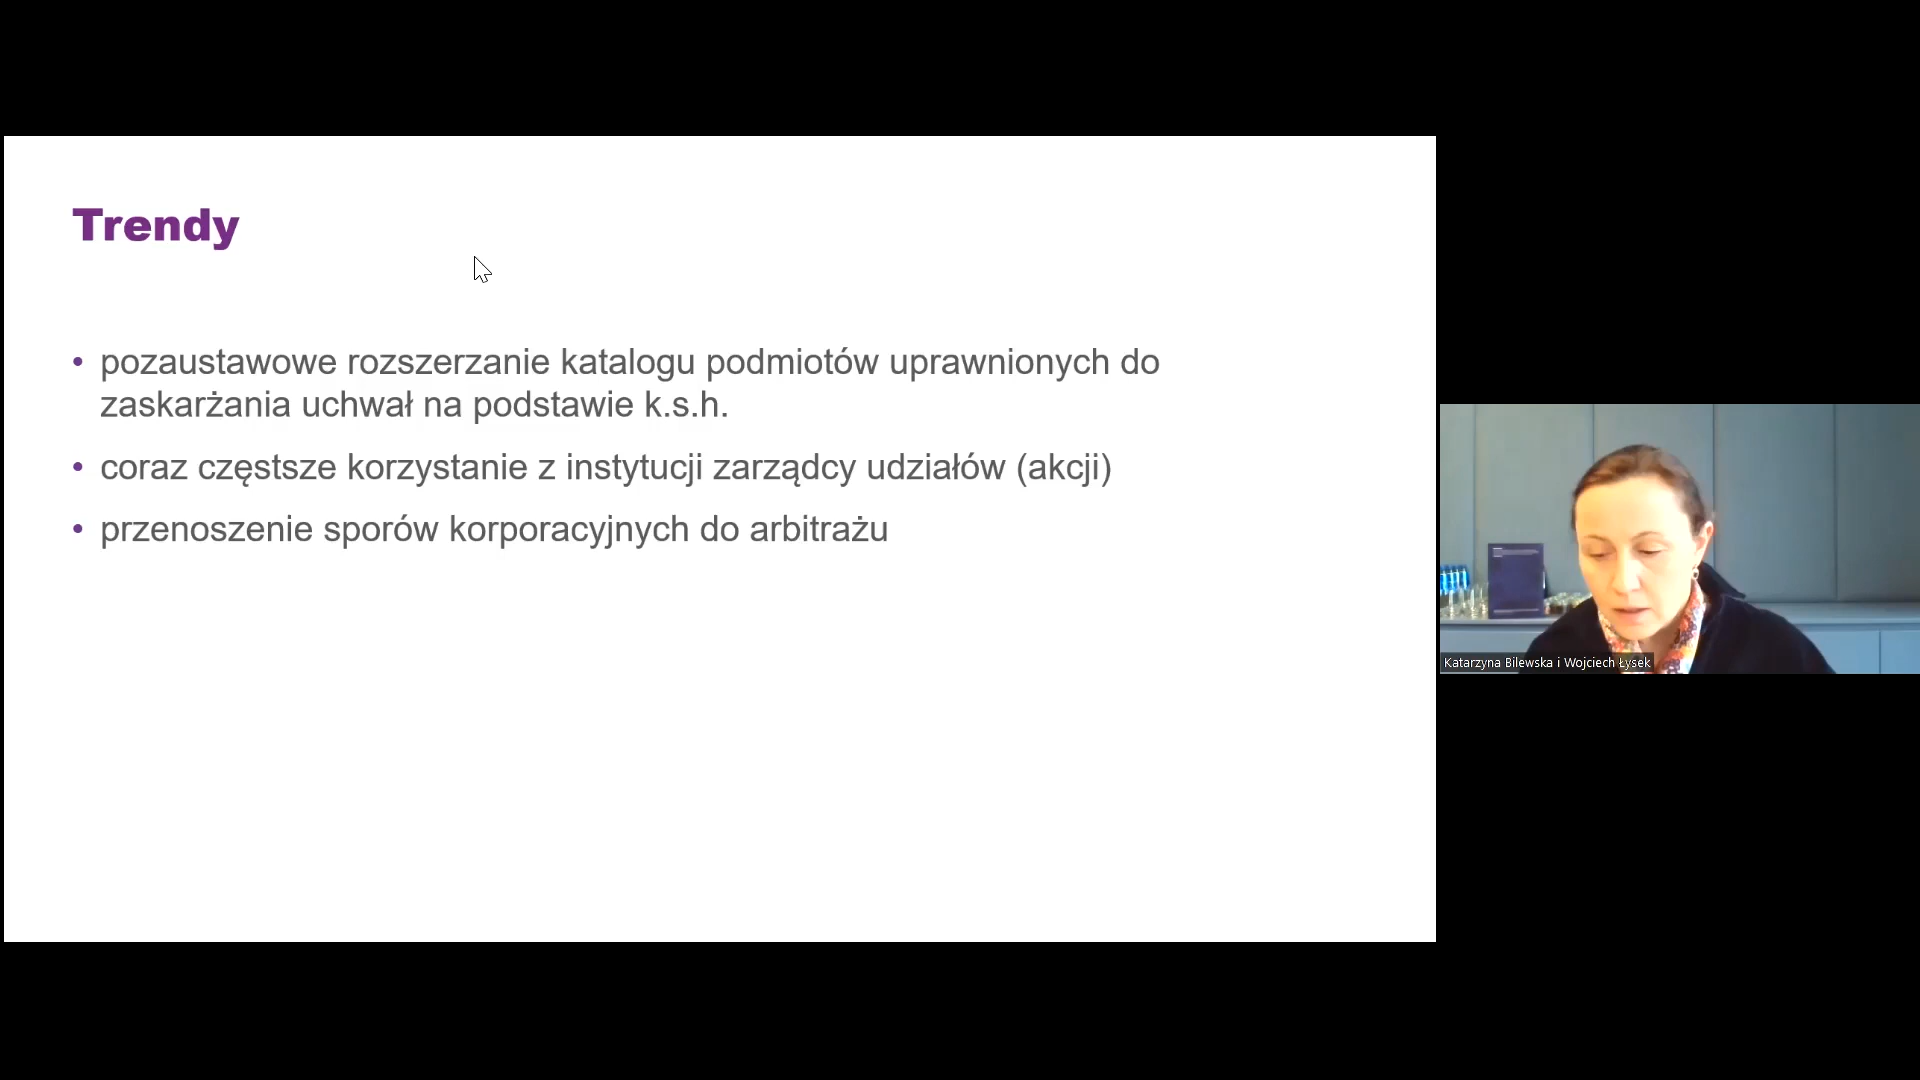 Trendy
• pozaustawowe rozszerzanie katalogu podmiotów uprawnionych do
zaskarżania uchwał na podstawie k.s.h.
• coraz częstsze korzystanie z instytucji zarządcy udziałów (akcji)
• przenoszenie sporów korporacyjnych do arbitrażu
Katarzyna Bilewska i Wojciech Łysek